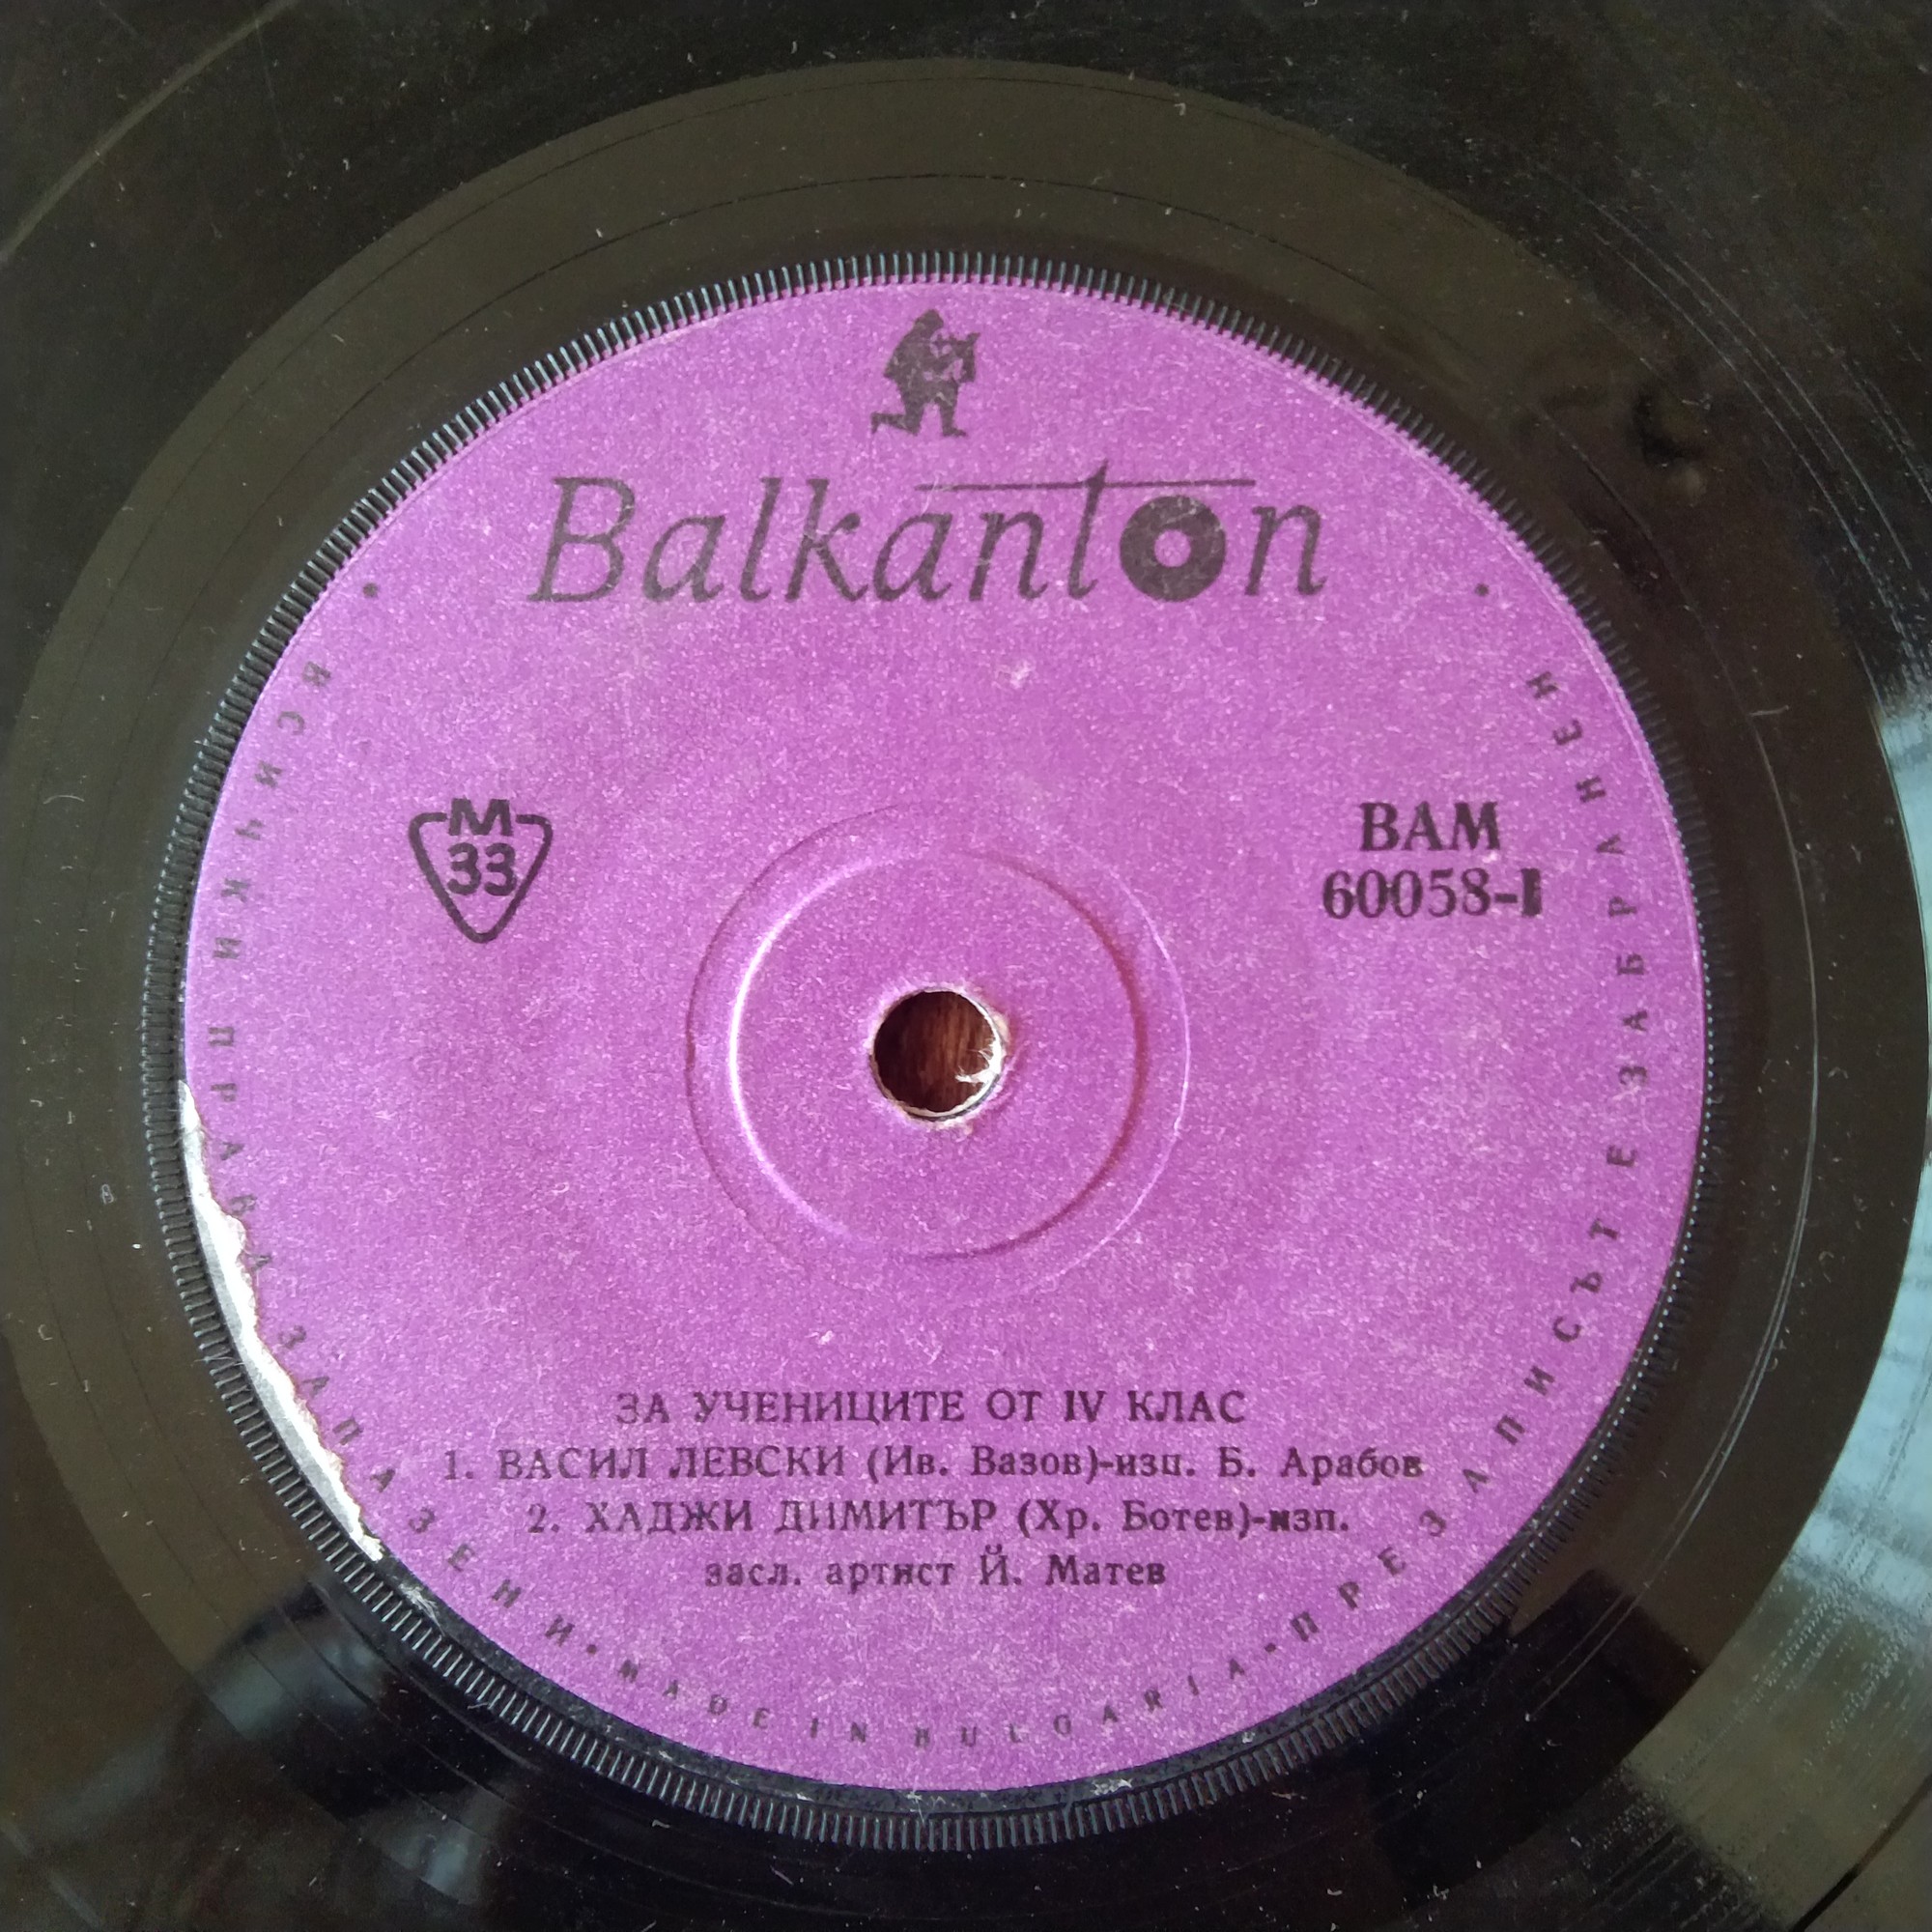 Balkanton
M
33
ВАМ
60058-I
ЗА УЧЕНИЦИТЕ ОТ IV КЛАС
1. ВАСИЛ ЛЕВСКИ (Ив. Вазов)-изп. Б. Арабов
2. ХАДЖИ ДИМИТЪР (Хр. Ботев)-изп.
засл. артист Й. Матев
• ВСИЧКИ ПРАВА ЗАПАЗЕНИ • MADE IN BULGARIA • ПРЕЗАПИСЪТ Е ЗАБРАНЕН •